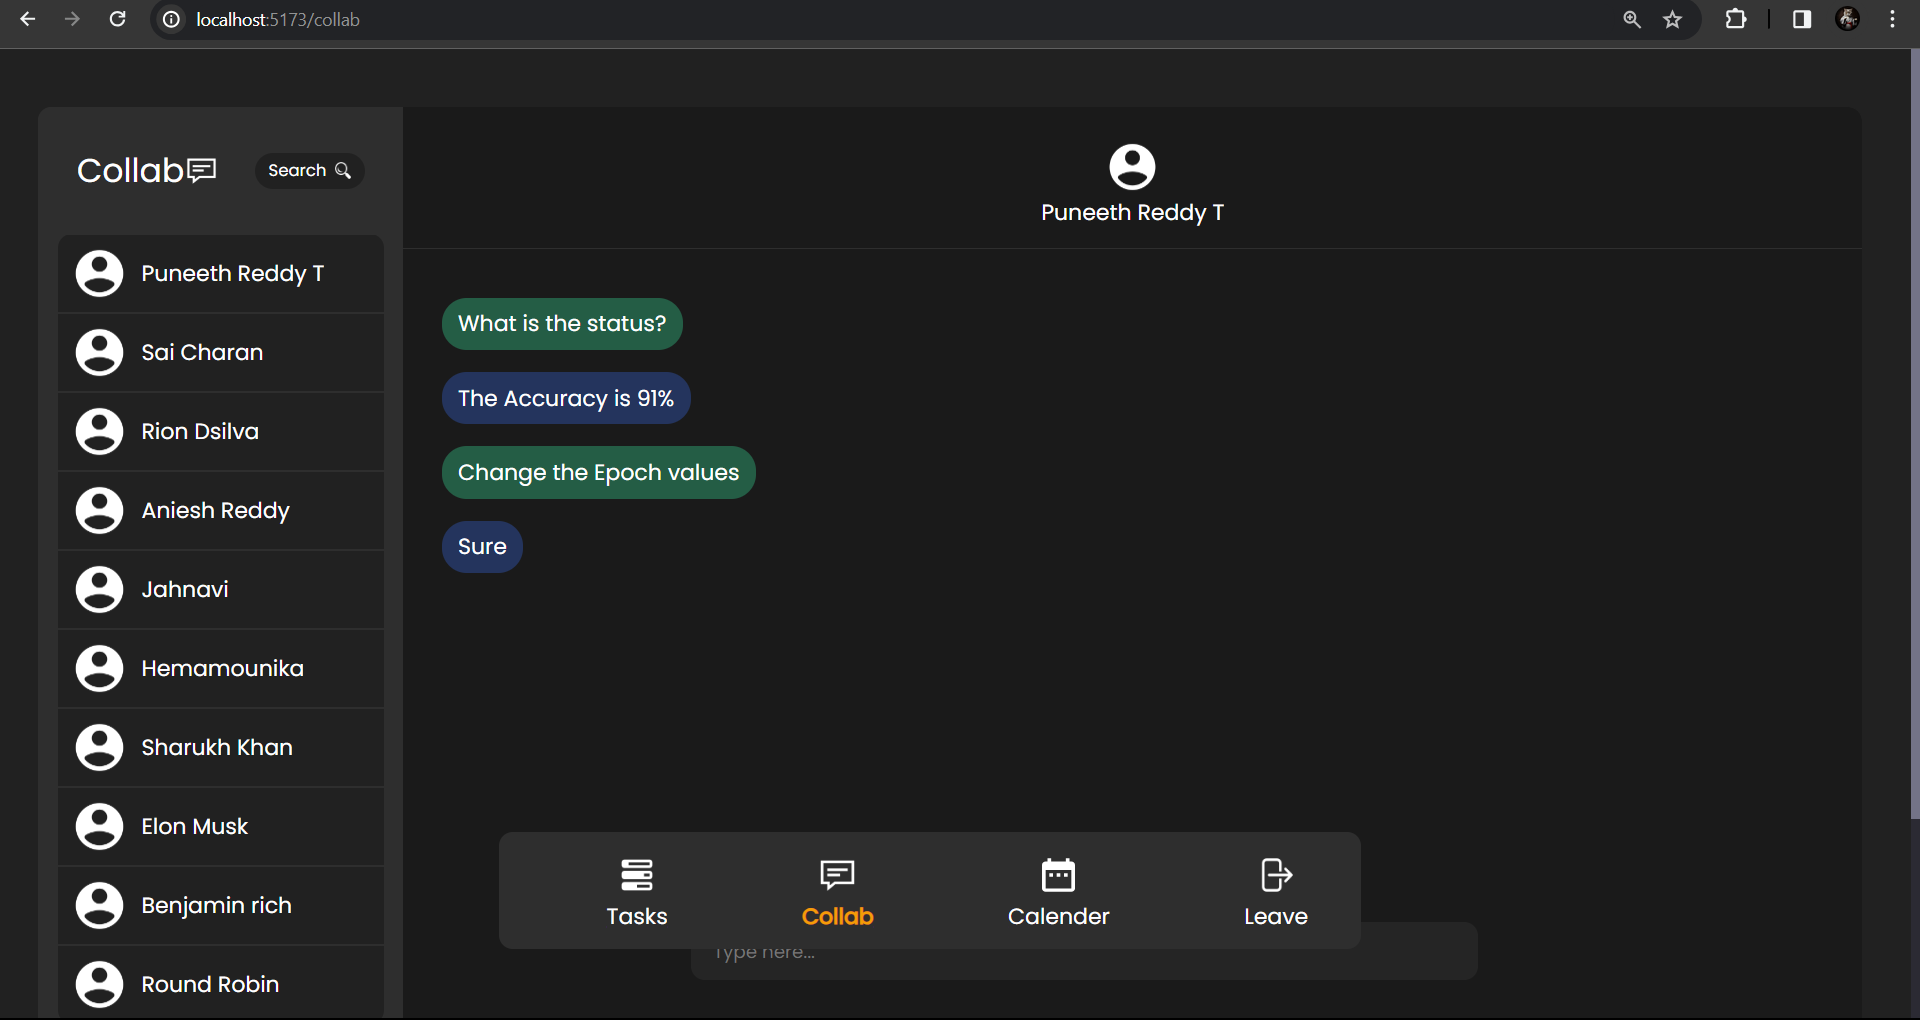 localhost:5173/collab
Collab
Search
Puneeth Reddy T
Sai Charan
Rion Dsilva
Aniesh Reddy
Jahnavi
Hemamounika
Sharukh Khan
Elon Musk
Benjamin rich
Round Robin
Puneeth Reddy T
What is the status?
The Accuracy is 91%
Change the Epoch values
Sure
Tasks
Collab
Calender
Leave
Type here...